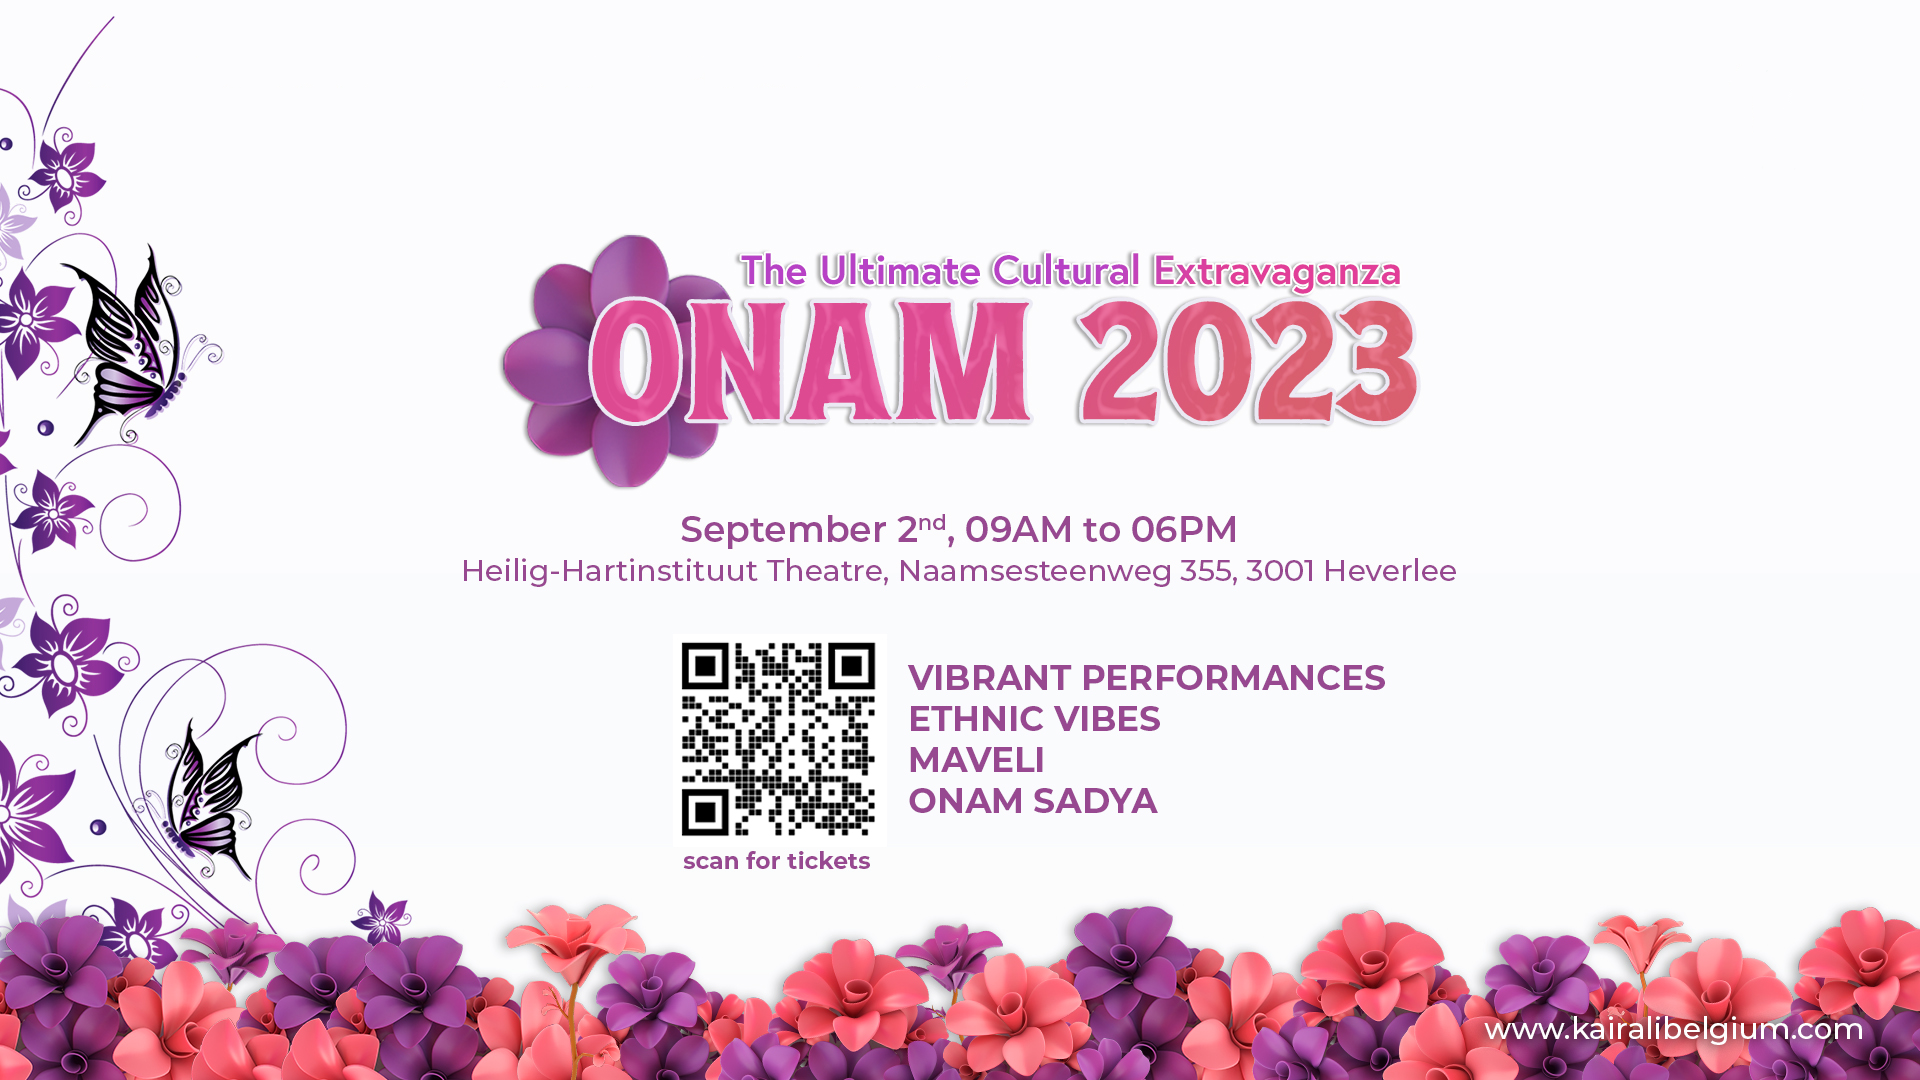 The Ultimate Cultural Extravaganza
ONAM 2023
September 2nd, 09AM to 06PM
Heilig-Hartinstituut Theatre, Naamsesteenweg 355, 3001 Heverlee
VIBRANT PERFORMANCES
ETHNIC VIBES
MAVELI
ONAM SADYA
scan for tickets
www.kairalibelgium.com